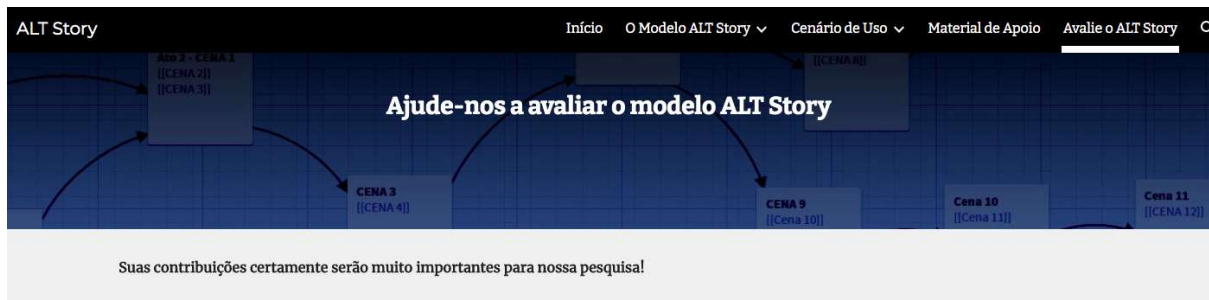 ALT Story
Início
O Modelo ALT Story
Cenário de Uso
Material de Apoio
Avalie o ALT Story
Ato 2 - CENA 1
[[CENA 2]]
[[CENA 3]]
[[CENA 8]]
Ajude-nos a avaliar o modelo ALT Story
CENA 3
[[CENA 4]]
CENA 9
[[Cena 10]]
Cena 10
[[Cena 11]]
Cena 11
[[CENA 12]]
Suas contribuições certamente serão muito importantes para nossa pesquisa!